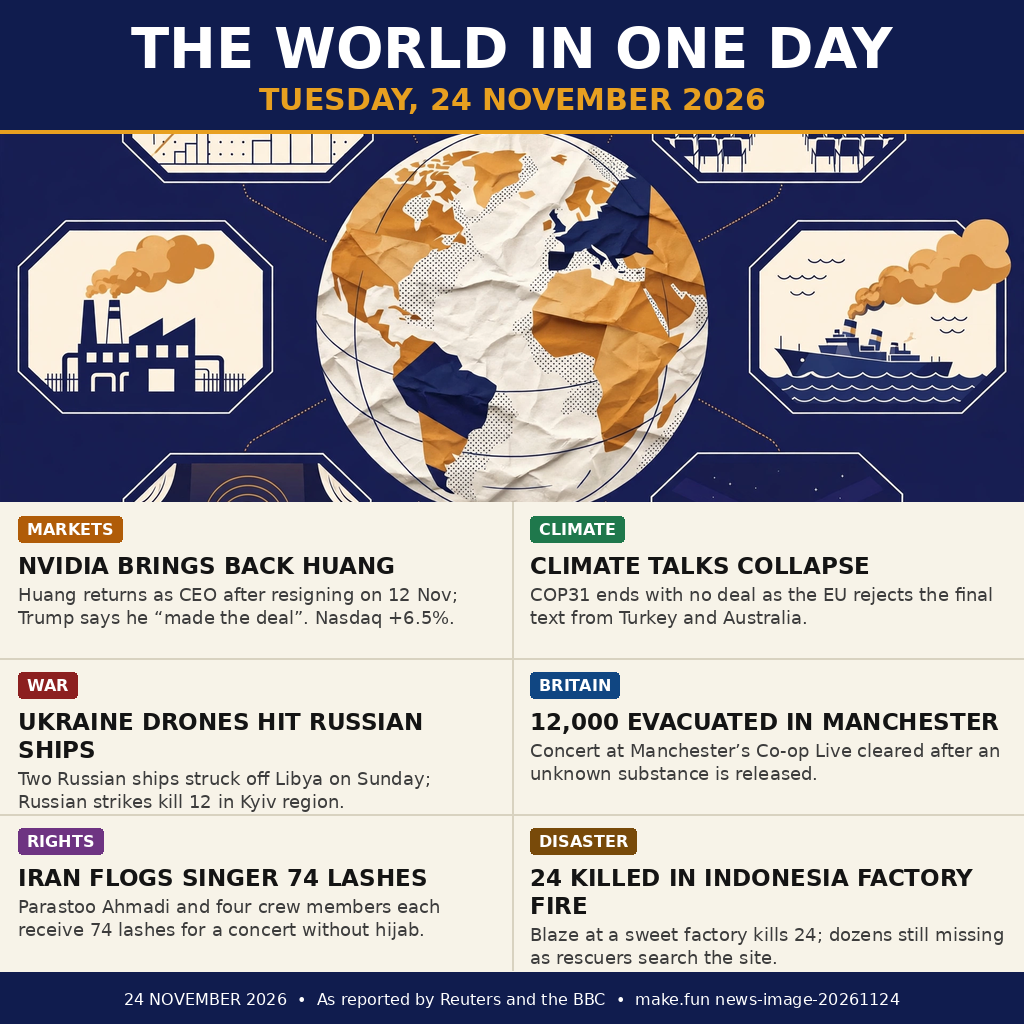 THE WORLD IN ONE DAY
TUESDAY, 24 NOVEMBER 2026
MARKETS
NVIDIA BRINGS BACK HUANG
Huang returns as CEO after resigning on 12 Nov;
Trump says he “made the deal”. Nasdaq +6.5%.
CLIMATE
CLIMATE TALKS COLLAPSE
COP31 ends with no deal as the EU rejects the final
text from Turkey and Australia.
WAR
UKRAINE DRONES HIT RUSSIAN
SHIPS
Two Russian ships struck off Libya on Sunday;
Russian strikes kill 12 in Kyiv region.
BRITAIN
12,000 EVACUATED IN MANCHESTER
Concert at Manchester’s Co-op Live cleared after an
unknown substance is released.
RIGHTS
IRAN FLOGS SINGER 74 LASHES
Parastoo Ahmadi and four crew members each
receive 74 lashes for a concert without hijab.
DISASTER
24 KILLED IN INDONESIA FACTORY
FIRE
Blaze at a sweet factory kills 24; dozens still missing
as rescuers search the site.
24 NOVEMBER 2026 • As reported by Reuters and the BBC • make.fun news-image-20261124